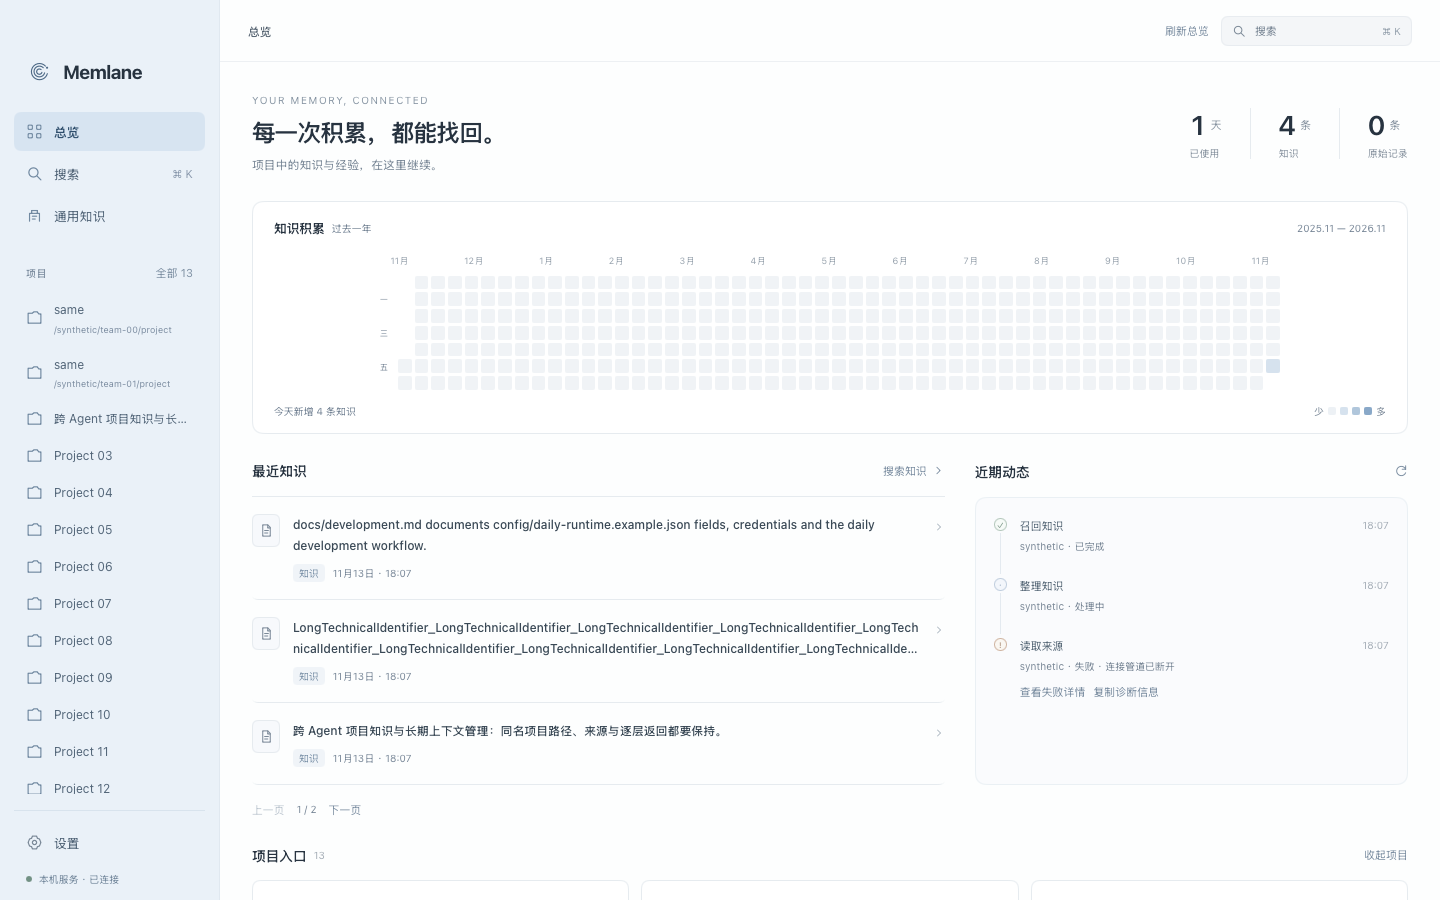 Memlane
总览
搜索 ⌘ K
通用知识
项目 全部 13
same
/synthetic/team-00/project
same
/synthetic/team-01/project
跨 Agent 项目知识与长...
Project 03
Project 04
Project 05
Project 06
Project 07
Project 08
Project 09
Project 10
Project 11
Project 12
设置
本机服务 · 已连接
总览
刷新总览
搜索 ⌘ K
YOUR MEMORY, CONNECTED
每一次积累，都能找回。
项目中的知识与经验，在这里继续。
1 天
已使用
4 条
知识
0 条
原始记录
知识积累 过去一年
2025.11 — 2026.11
11月 12月 1月 2月 3月 4月 5月 6月 7月 8月 9月 10月 11月
一
三
五
今天新增 4 条知识
少 多
最近知识
搜索知识
docs/development.md documents config/daily-runtime.example.json fields, credentials and the daily
development workflow.
知识 11月13日 · 18:07
LongTechnicalIdentifier_LongTechnicalIdentifier_LongTechnicalIdentifier_LongTechnicalIdentifier_LongTech
nicalIdentifier_LongTechnicalIdentifier_LongTechnicalIdentifier_LongTechnicalIdentifier_LongTechnicalIde...
知识 11月13日 · 18:07
跨 Agent 项目知识与长期上下文管理：同名项目路径、来源与逐层返回都要保持。
知识 11月13日 · 18:07
上一页 1 / 2 下一页
近期动态
召回知识 18:07
synthetic · 已完成
整理知识 18:07
synthetic · 处理中
读取来源 18:07
synthetic · 失败 · 连接管道已断开
查看失败详情 复制诊断信息
项目入口 13
收起项目